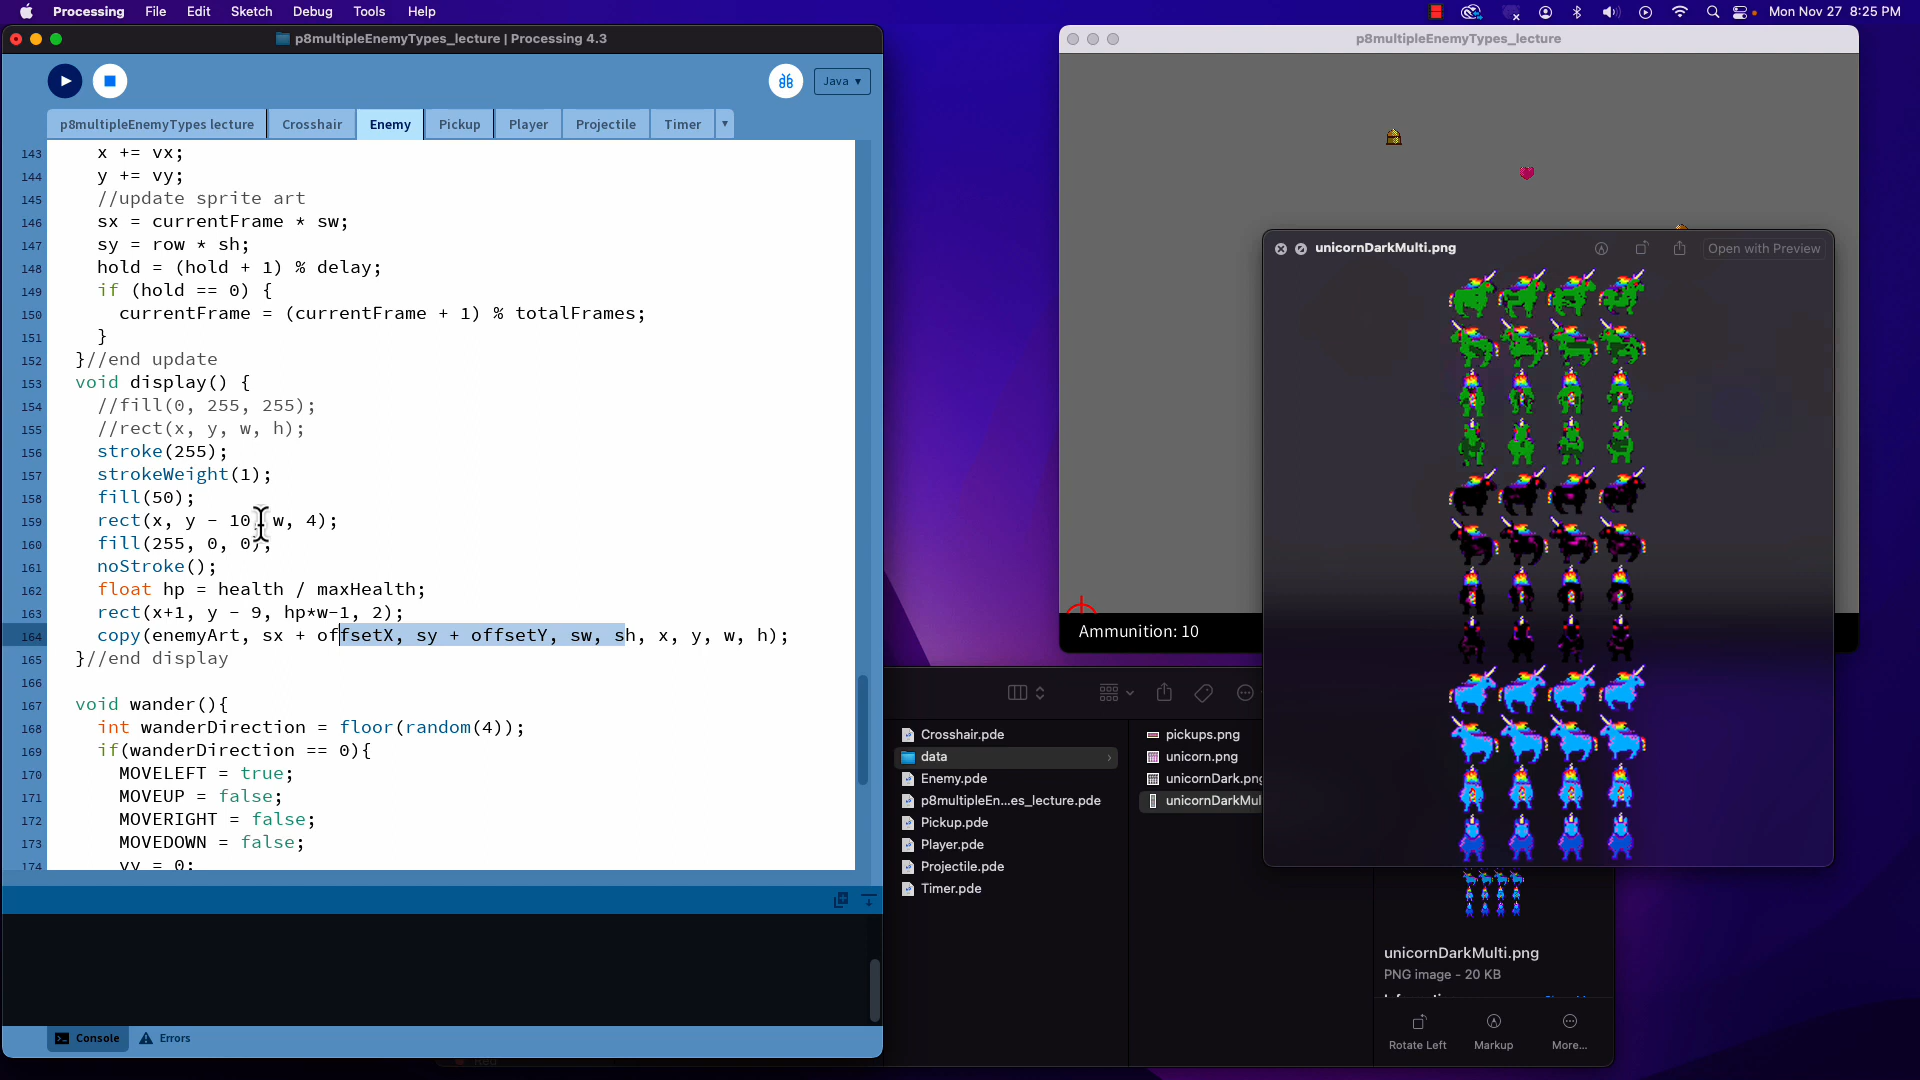 Processing File Edit Sketch Debug Tools Help
Mon Nov 27 8:25 PM
p8multipleEnemyTypes_lecture | Processing 4.3
Java ▾
p8multipleEnemyTypes lecture Crosshair Enemy Pickup Player Projectile Timer ▾
143 x += vx;
144 y += vy;
145 //update sprite art
146 sx = currentFrame * sw;
147 sy = row * sh;
148 hold = (hold + 1) % delay;
149 if (hold == 0) {
150 currentFrame = (currentFrame + 1) % totalFrames;
151 }
152 }//end update
153 void display() {
154 //fill(0, 255, 255);
155 //rect(x, y, w, h);
156 stroke(255);
157 strokeWeight(1);
158 fill(50);
159 rect(x, y - 10, w, 4);
160 fill(255, 0, 0);
161 noStroke();
162 float hp = health / maxHealth;
163 rect(x+1, y - 9, hp*w-1, 2);
164 copy(enemyArt, sx + offsetX, sy + offsetY, sw, sh, x, y, w, h);
165 }//end display
166
167 void wander(){
168 int wanderDirection = floor(random(4));
169 if(wanderDirection == 0){
170 MOVELEFT = true;
171 MOVEUP = false;
172 MOVERIGHT = false;
173 MOVEDOWN = false;
174 vy = 0;
Console Errors
p8multipleEnemyTypes_lecture
Ammunition: 10
unicornDarkMulti.png
Open with Preview
Crosshair.pde
data
Enemy.pde
p8multipleEn...es_lecture.pde
Pickup.pde
Player.pde
Projectile.pde
Timer.pde
pickups.png
unicorn.png
unicornDark.png
unicornDarkMul
unicornDarkMulti.png
PNG image - 20 KB
Rotate Left Markup More...